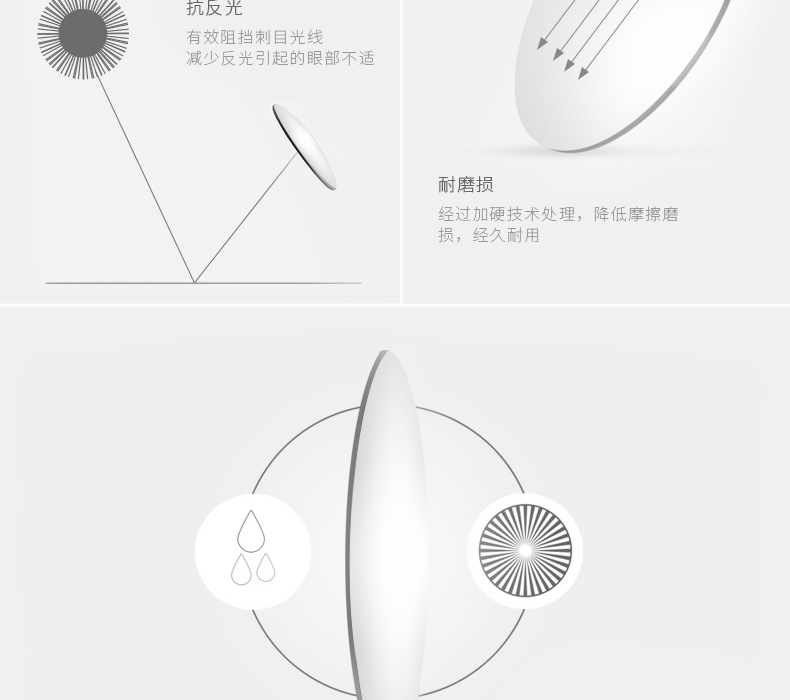 抗反光
有效阻挡刺目光线
减少反光引起的眼部不适
耐磨损
经过加硬技术处理，降低摩擦磨
损，经久耐用